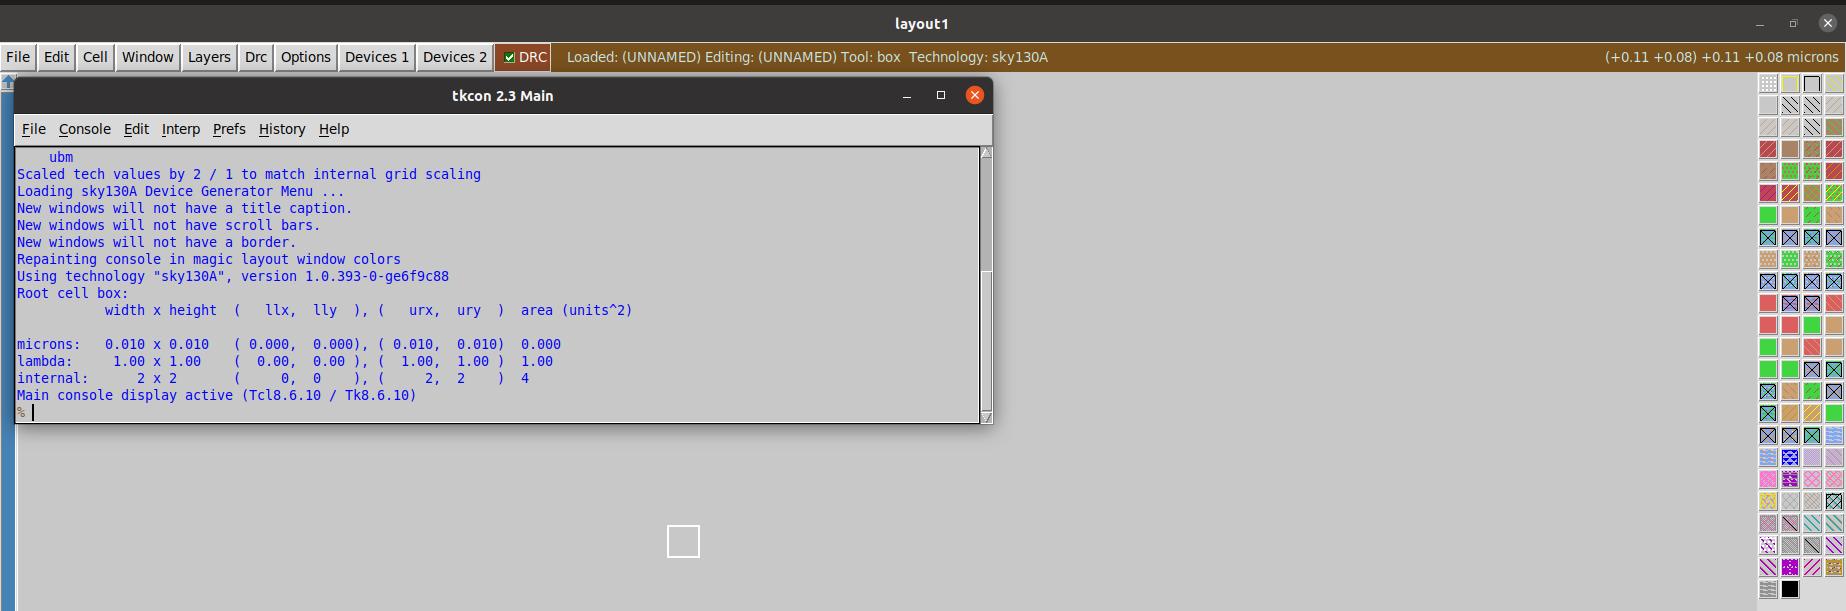 layout1
File Edit Cell Window Layers Drc Options Devices 1 Devices 2 DRC Loaded: (UNNAMED) Editing: (UNNAMED) Tool: box Technology: sky130A (+0.11 +0.08) +0.11 +0.08 microns
tkcon 2.3 Main
File Console Edit Interp Prefs History Help
ubm
Scaled tech values by 2 / 1 to match internal grid scaling
Loading sky130A Device Generator Menu ...
New windows will not have a title caption.
New windows will not have scroll bars.
New windows will not have a border.
Repainting console in magic layout window colors
Using technology "sky130A", version 1.0.393-0-ge6f9c88
Root cell box:
width x height ( llx, lly ), ( urx, ury ) area (units^2)
microns: 0.010 x 0.010 ( 0.000, 0.000), ( 0.010, 0.010) 0.000
lambda: 1.00 x 1.00 ( 0.00, 0.00 ), ( 1.00, 1.00 ) 1.00
internal: 2 x 2 ( 0, 0 ), ( 2, 2 ) 4
Main console display active (Tcl8.6.10 / Tk8.6.10)
%